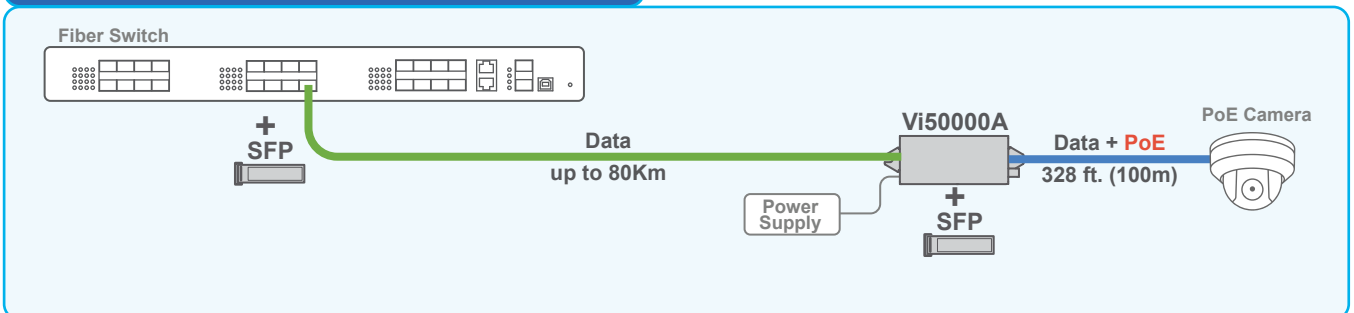 Fiber Switch
+
SFP
Data
up to 80Km
Vi50000A
Power
Supply
+
SFP
Data + PoE
328 ft. (100m)
PoE Camera